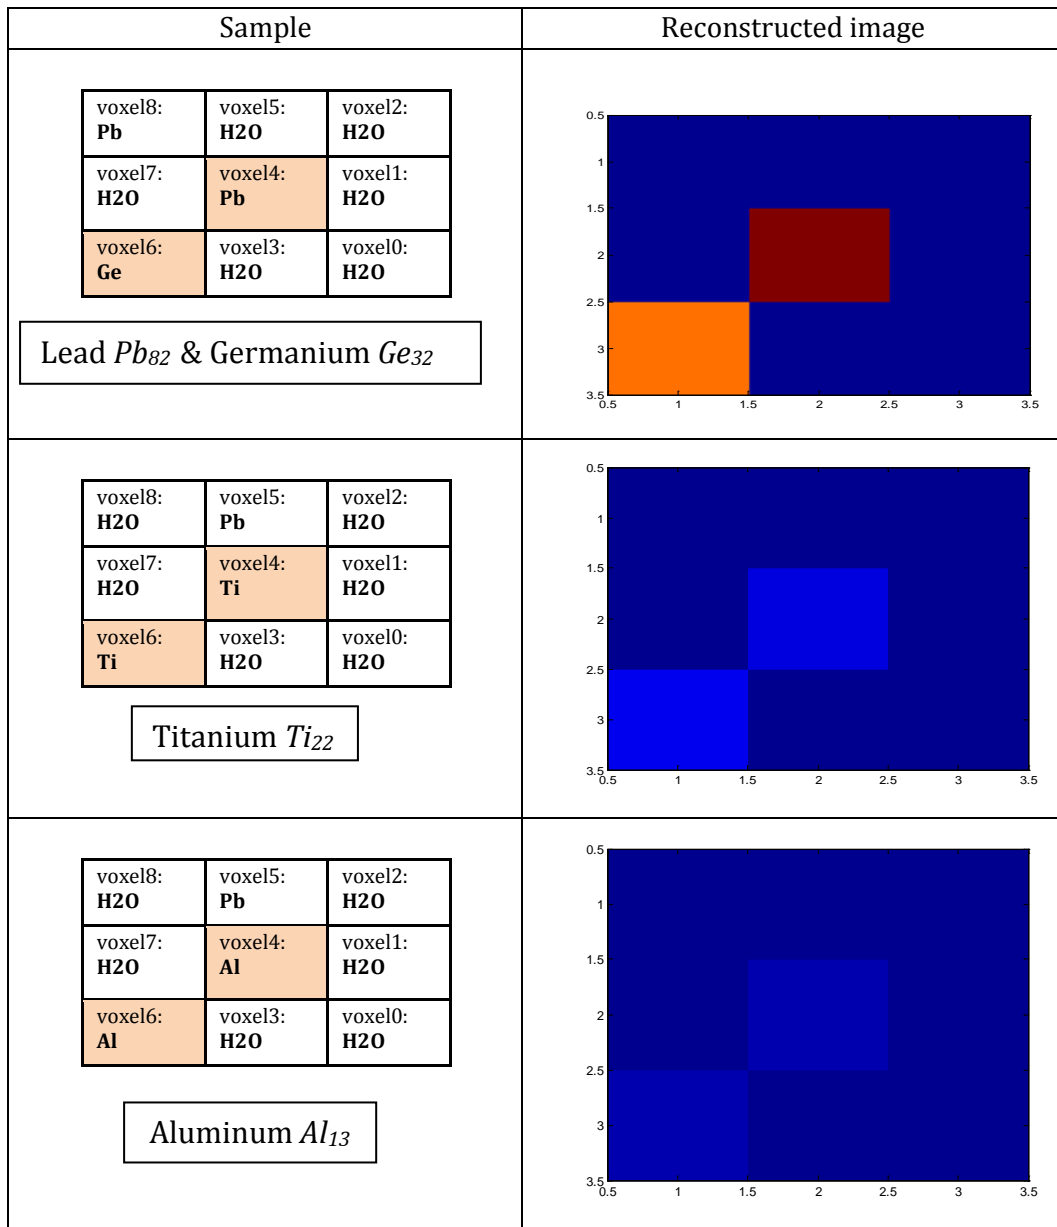 Sample
Reconstructed image
voxel8: voxel5: voxel2:
Pb H2O H2O
voxel7: voxel4: voxel1:
H2O Pb H2O
voxel6: voxel3: voxel0:
Ge H2O H2O
Lead Pb82 & Germanium Ge32
0.5
1
1.5
2
2.5
3
3.5
0.5 1 1.5 2 2.5 3 3.5
voxel8: voxel5: voxel2:
H2O Pb H2O
voxel7: voxel4: voxel1:
H2O Ti H2O
voxel6: voxel3: voxel0:
Ti H2O H2O
Titanium Ti22
0.5
1
1.5
2
2.5
3
3.5
0.5 1 1.5 2 2.5 3 3.5
voxel8: voxel5: voxel2:
H2O Pb H2O
voxel7: voxel4: voxel1:
H2O Al H2O
voxel6: voxel3: voxel0:
Al H2O H2O
Aluminum Al13
0.5
1
1.5
2
2.5
3
3.5
0.5 1 1.5 2 2.5 3 3.5